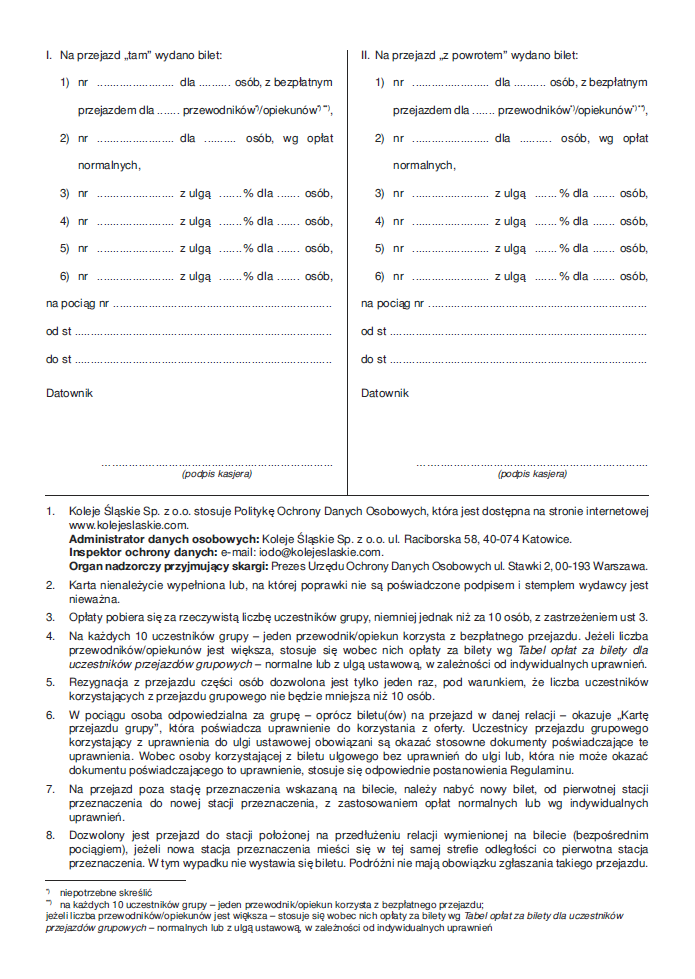 I. Na przejazd „tam” wydano bilet:
1) nr ........................ dla .......... osób, z bezpłatnym
przejazdem dla ....... przewodników*)/opiekunów*) **),
2) nr ........................ dla .......... osób, wg opłat
normalnych,
3) nr ........................ z ulgą .......% dla ....... osób,
4) nr ........................ z ulgą .......% dla ....... osób,
5) nr ........................ z ulgą .......% dla ....... osób,
6) nr ........................ z ulgą .......% dla ....... osób,
na pociąg nr ......................................................................
od st ..................................................................................
do st ..................................................................................
Datownik
..................................................................
(podpis kasjera)
II. Na przejazd „z powrotem” wydano bilet:
1) nr ........................ dla .......... osób, z bezpłatnym
przejazdem dla ....... przewodników*)/opiekunów*) **),
2) nr ........................ dla .......... osób, wg opłat
normalnych,
3) nr ........................ z ulgą .......% dla ....... osób,
4) nr ........................ z ulgą .......% dla ....... osób,
5) nr ........................ z ulgą .......% dla ....... osób,
6) nr ........................ z ulgą .......% dla ....... osób,
na pociąg nr ......................................................................
od st ..................................................................................
do st ..................................................................................
Datownik
..................................................................
(podpis kasjera)
1. Koleje Śląskie Sp. z o.o. stosuje Politykę Ochrony Danych Osobowych, która jest dostępna na stronie internetowej
www.kolejeslaskie.com.
Administrator danych osobowych: Koleje Śląskie Sp. z o.o. ul. Raciborska 58, 40-074 Katowice.
Inspektor ochrony danych: e-mail: iodo@kolejeslaskie.com.
Organ nadzorczy przyjmujący skargi: Prezes Urzędu Ochrony Danych Osobowych ul. Stawki 2, 00-193 Warszawa.
2. Karta nienależycie wypełniona lub, na której poprawki nie są poświadczone podpisem i stemplem wydawcy jest
nieważna.
3. Opłaty pobiera się za rzeczywistą liczbę uczestników grupy, niemniej jednak niż za 10 osób, z zastrzeżeniem ust 3.
4. Na każdych 10 uczestników grupy – jeden przewodnik/opiekun korzysta z bezpłatnego przejazdu. Jeżeli liczba
przewodników/opiekunów jest większa, stosuje się wobec nich opłaty za bilety wg Tabel opłat za bilety dla
uczestników przejazdów grupowych – normalne lub z ulgą ustawową, w zależności od indywidualnych uprawnień.
5. Rezygnacja z przejazdu części osób dozwolona jest tylko jeden raz, pod warunkiem, że liczba uczestników
korzystających z przejazdu grupowego nie będzie mniejsza niż 10 osób.
6. W pociągu osoba odpowiedzialna za grupę – oprócz biletu(ów) na przejazd w danej relacji – okazuje „Kartę
przejazdu grupy”, która poświadcza uprawnienie do korzystania z oferty. Uczestnicy przejazdu grupowego
korzystający z uprawnienia do ulgi ustawowej obowiązani są okazać stosowne dokumenty poświadczające te
uprawnienia. Wobec osoby korzystającej z biletu ulgowego bez uprawnień do ulgi lub, która nie może okazać
dokumentu poświadczającego to uprawnienie, stosuje się odpowiednie postanowienia Regulaminu.
7. Na przejazd poza stację przeznaczenia wskazaną na bilecie, należy nabyć nowy bilet, od pierwotnej stacji
przeznaczenia do nowej stacji przeznaczenia, z zastosowaniem opłat normalnych lub wg indywidualnych
uprawnień.
8. Dozwolony jest przejazd do stacji położonej na przedłużeniu relacji wymienionej na bilecie (bezpośrednim
pociągiem), jeżeli nowa stacja przeznaczenia mieści się w tej samej strefie odległości co pierwotna stacja
przeznaczenia. W tym wypadku nie wystawia się biletu. Podróżni nie mają obowiązku zgłaszania takiego przejazdu.
*) niepotrzebne skreślić
**) na każdych 10 uczestników grupy – jeden przewodnik/opiekun korzysta z bezpłatnego przejazdu;
jeżeli liczba przewodników/opiekunów jest większa – stosuje się wobec nich opłaty za bilety wg Tabel opłat za bilety dla uczestników
przejazdów grupowych – normalnych lub z ulgą ustawową, w zależności od indywidualnych uprawnień